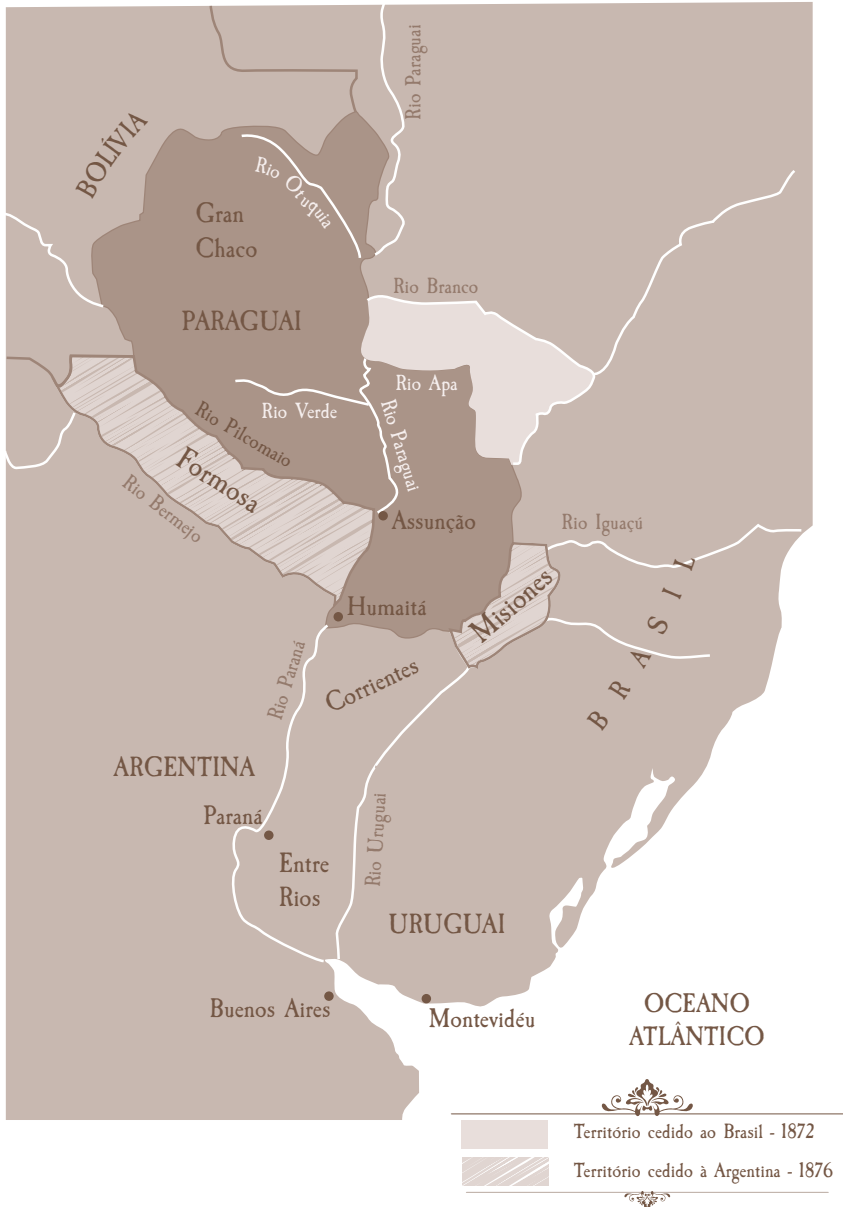 Rio Paraguai
BOLÍVIA
Rio Otuquia
Gran
Chaco
Rio Branco
PARAGUAI
Rio Apa
Rio Verde
Rio Paraguai
Rio Pilcomaio
Formosa
Rio Bermejo
Assunção
Rio Iguaçú
Misiones
Humaitá
BRASIL
Corrientes
Rio Paraná
ARGENTINA
Paraná
Rio Uruguai
Entre
Rios
URUGUAI
Buenos Aires
Montevidéu
OCEANO
ATLÂNTICO
Território cedido ao Brasil - 1872
Território cedido à Argentina - 1876